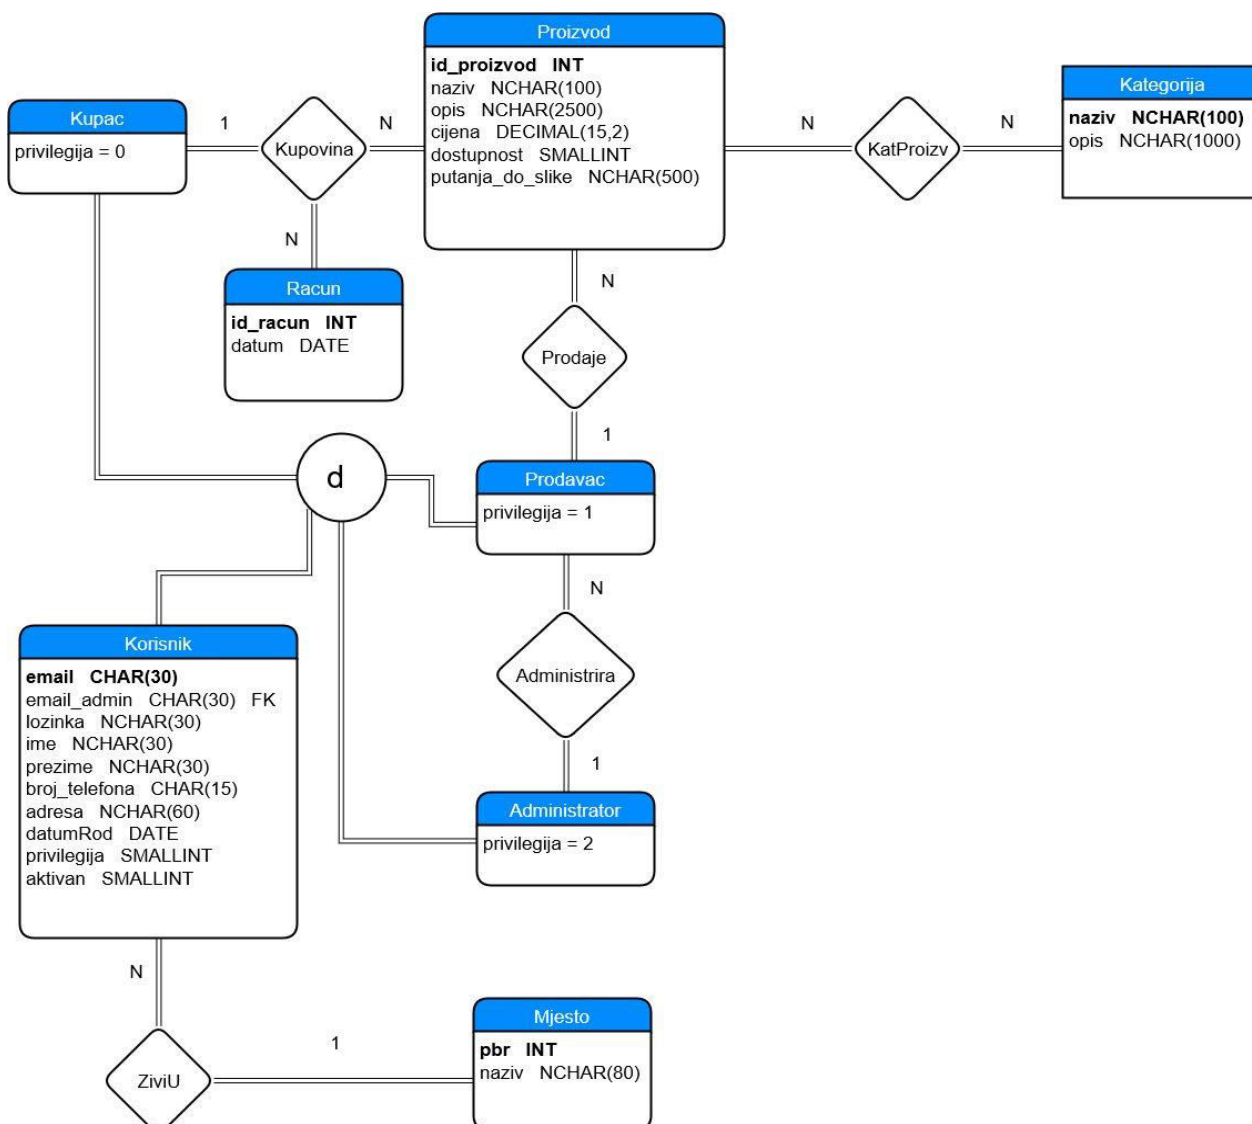 Proizvod
id_proizvod INT
naziv NCHAR(100)
opis NCHAR(2500)
cijena DECIMAL(15,2)
dostupnost SMALLINT
putanja_do_slike NCHAR(500)
Kupac
privilegija = 0
1
Kupovina
N
N
KatProizv
N
Kategorija
naziv NCHAR(100)
opis NCHAR(1000)
N
Racun
id_racun INT
datum DATE
N
Prodaje
1
d
Prodavac
privilegija = 1
N
Administrira
1
Administrator
privilegija = 2
Korisnik
email CHAR(30)
email_admin CHAR(30) FK
lozinka NCHAR(30)
ime NCHAR(30)
prezime NCHAR(30)
broj_telefona CHAR(15)
adresa NCHAR(60)
datumRod DATE
privilegija SMALLINT
aktivan SMALLINT
N
ZiviU
1
Mjesto
pbr INT
naziv NCHAR(80)